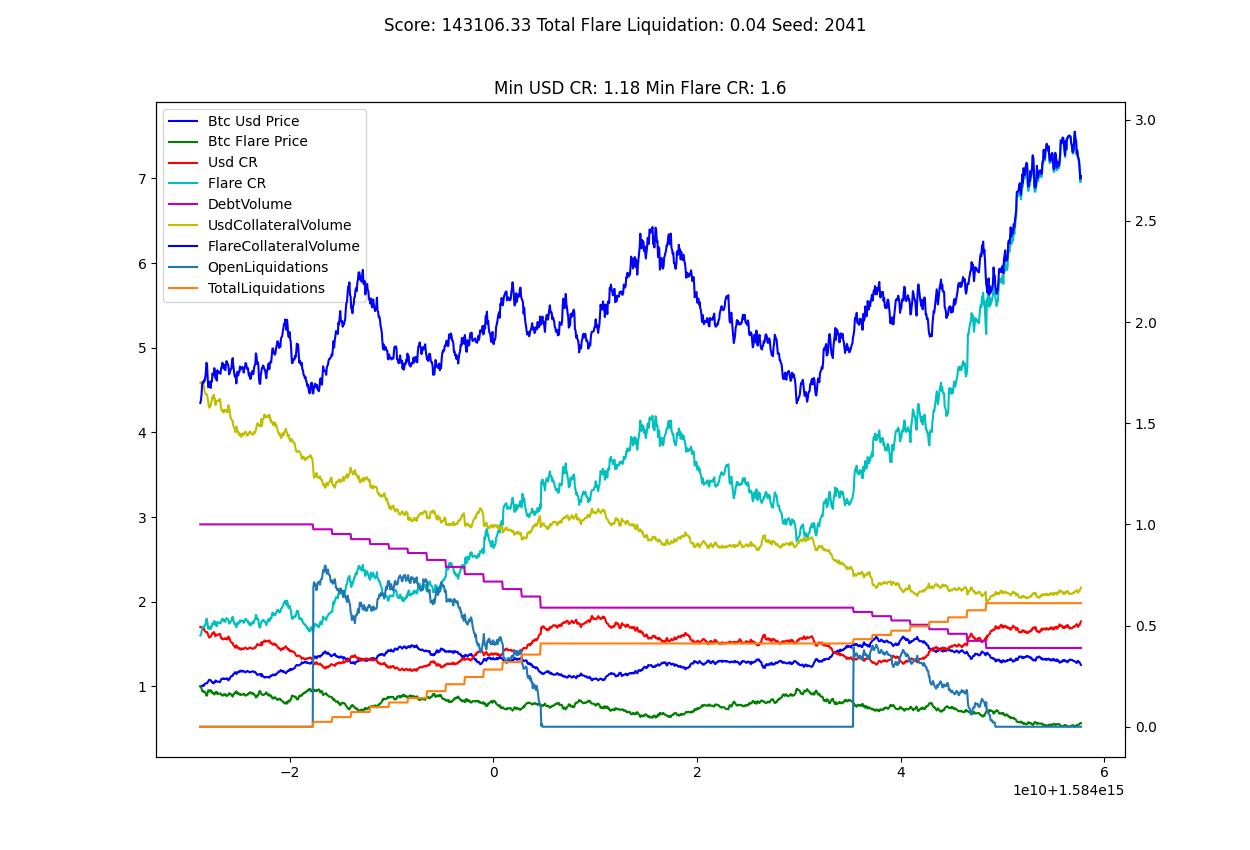 Score: 143106.33 Total Flare Liquidation: 0.04 Seed: 2041
Min USD CR: 1.18 Min Flare CR: 1.6
Btc Usd Price
Btc Flare Price
Usd CR
Flare CR
DebtVolume
UsdCollateralVolume
FlareCollateralVolume
OpenLiquidations
TotalLiquidations
7
6
5
4
3
2
1
3.0
2.5
2.0
1.5
1.0
0.5
0.0
−2
0
2
4
6
1e10+1.584e15